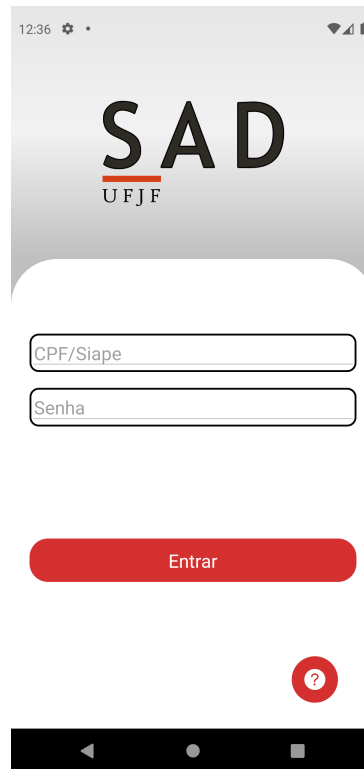 12:36
SAD
UFJF
CPF/Siape
Senha
Entrar
?